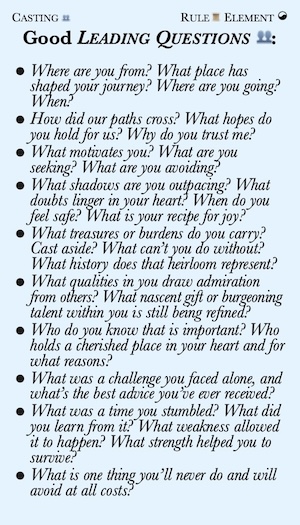 Casting 👥 Rule 📜 Element ☯
Good Leading Questions 👥:
• Where are you from? What place has
shaped your journey? Where are you going?
When?
• How did our paths cross? What hopes do
you hold for us? Why do you trust me?
• What motivates you? What are you
seeking? What are you avoiding?
• What shadows are you outpacing? What
doubts linger in your heart? When do you
feel safe? What is your recipe for joy?
• What treasures or burdens do you carry?
Cast aside? What can't you do without?
What history does that heirloom represent?
• What qualities in you draw admiration
from others? What nascent gift or burgeoning
talent within you is still being refined?
• Who do you know that is important? Who
holds a cherished place in your heart and for
what reasons?
• What was a challenge you faced alone, and
what's the best advice you've ever received?
• What was a time you stumbled? What did
you learn from it? What weakness allowed
it to happen? What strength helped you to
survive?
• What is one thing you'll never do and will
avoid at all costs?